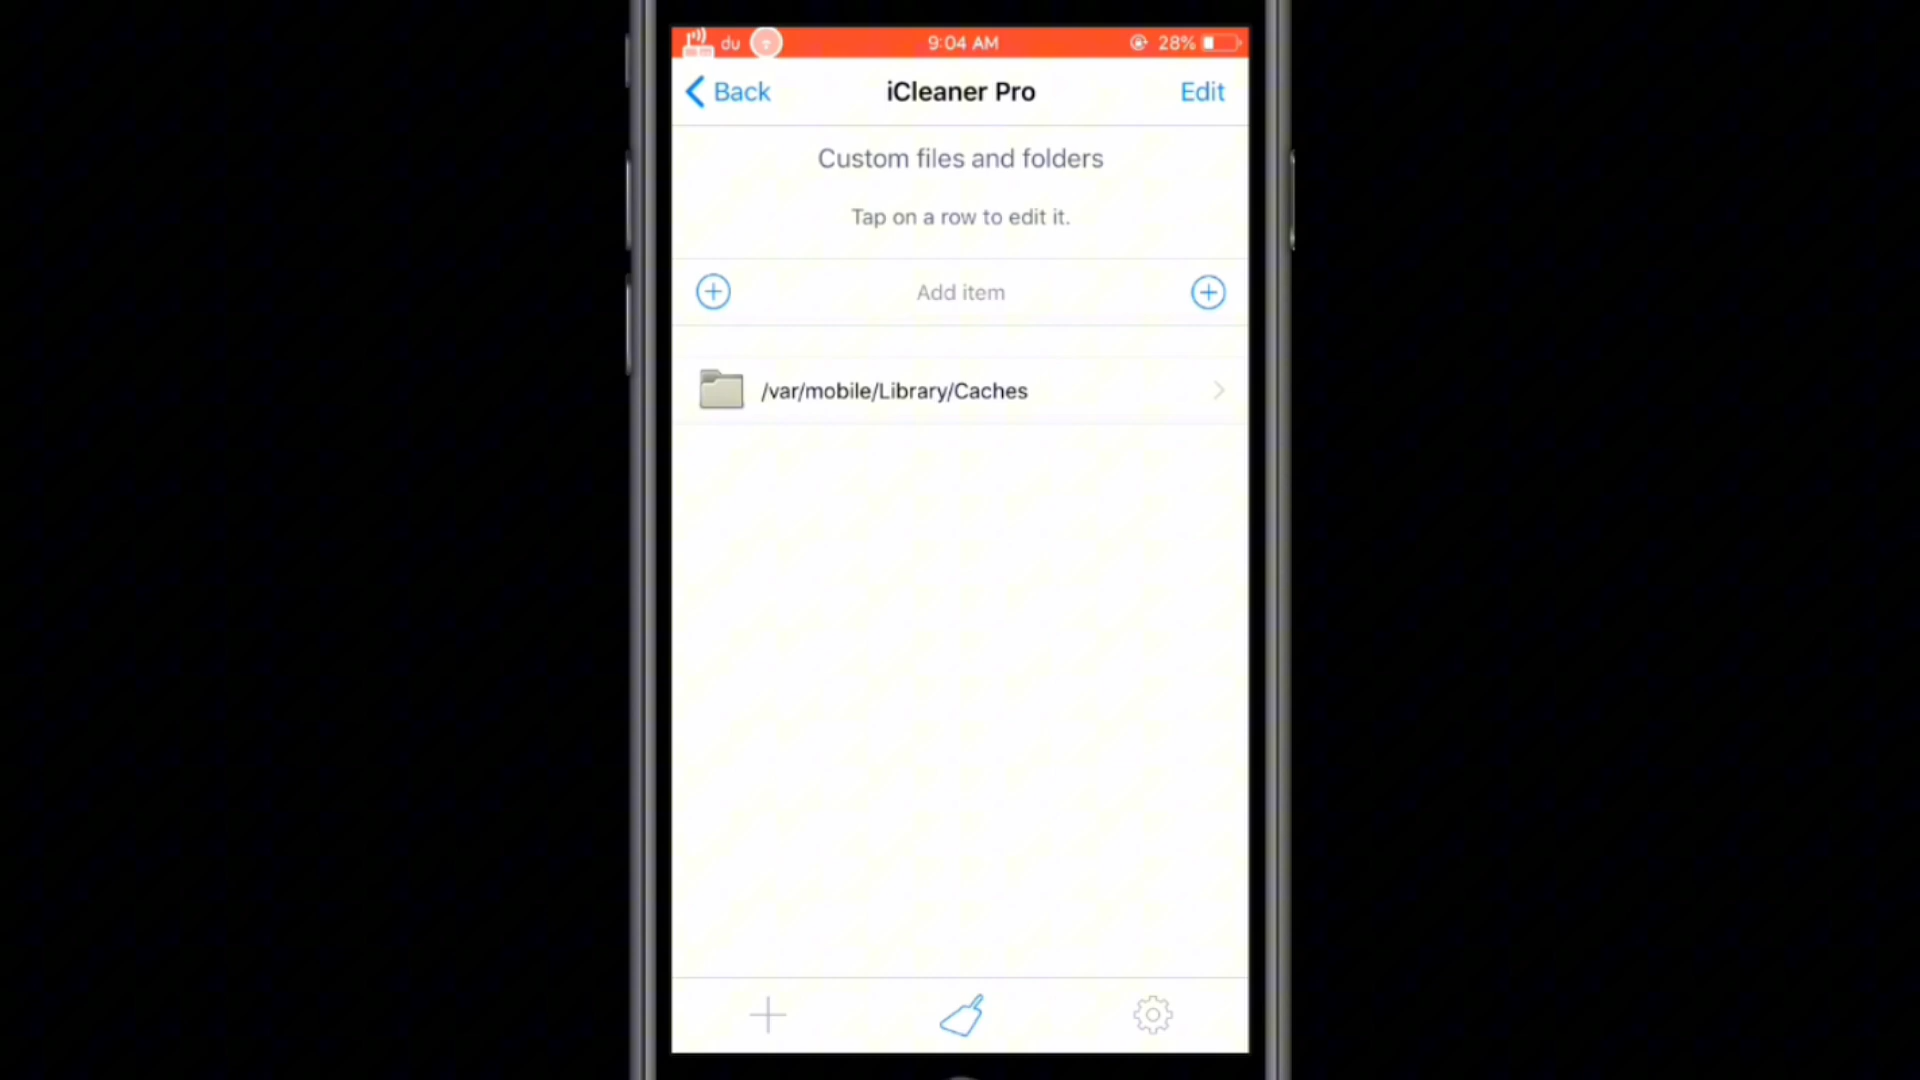 du 9:04 AM 28%
Back iCleaner Pro Edit
Custom files and folders
Tap on a row to edit it.
Add item
/var/mobile/Library/Caches